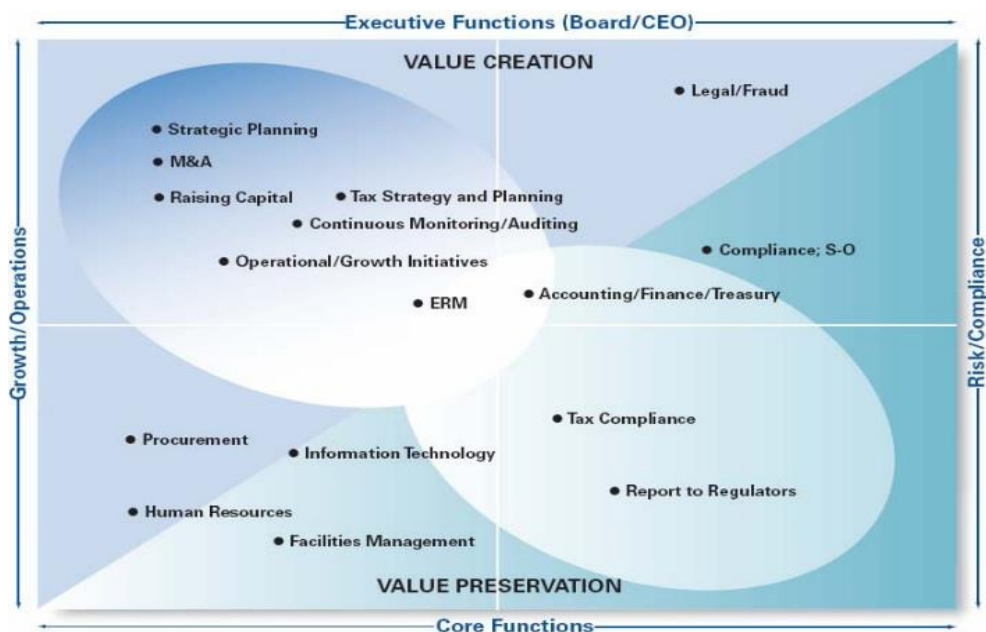 Executive Functions (Board/CEO)
VALUE CREATION
Legal/Fraud
Strategic Planning
M&A
Raising Capital
Tax Strategy and Planning
Continuous Monitoring/Auditing
Compliance; S-O
Operational/Growth Initiatives
Accounting/Finance/Treasury
ERM
Growth/Operations
Risk/Compliance
Tax Compliance
Procurement
Information Technology
Report to Regulators
Human Resources
Facilities Management
VALUE PRESERVATION
Core Functions